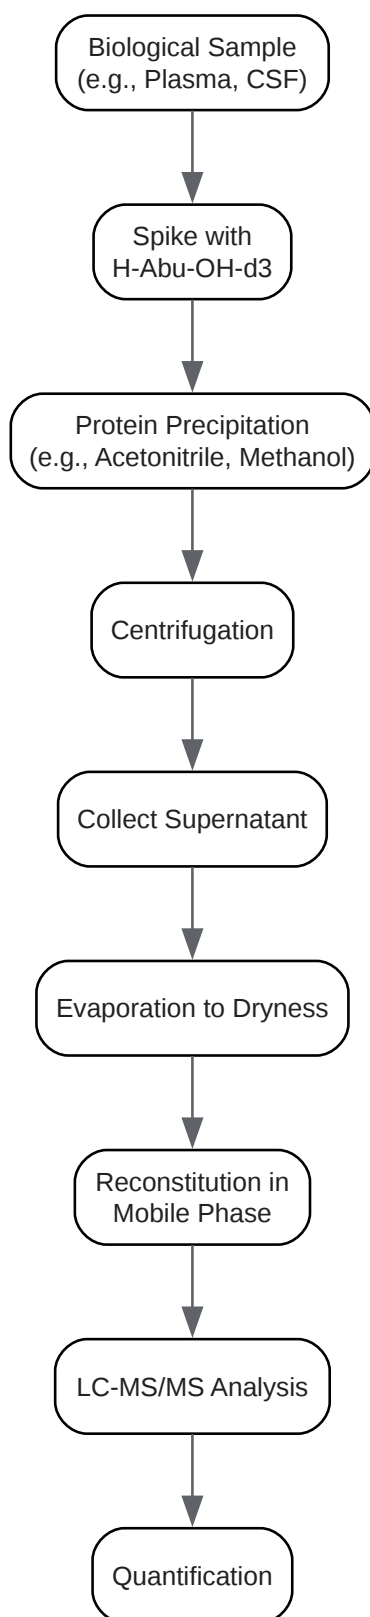 Biological Sample
(e.g., Plasma, CSF)
Spike with
H-Abu-OH-d3
Protein Precipitation
(e.g., Acetonitrile, Methanol)
Centrifugation
Collect Supernatant
Evaporation to Dryness
Reconstitution in
Mobile Phase
LC-MS/MS Analysis
Quantification